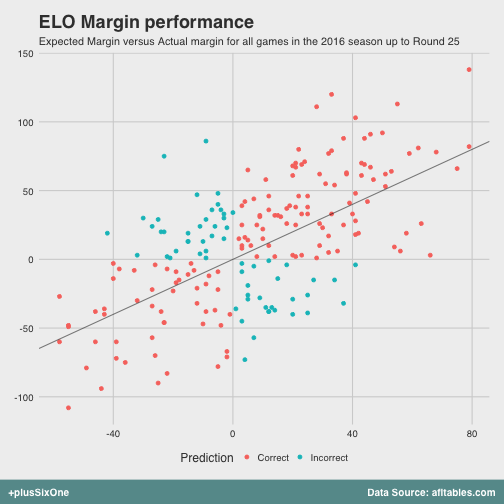 ELO Margin performance
Expected Margin versus Actual margin for all games in the 2016 season up to Round 25
150
100
50
0
-50
-100
-40 0 40 80
Prediction Correct Incorrect
+plusSixOne Data Source: afltables.com